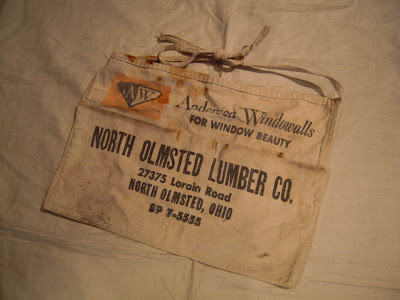 AW
Andersen Windowalls
FOR WINDOW BEAUTY
NORTH OLMSTED LUMBER CO.
27375 Lorain Road
NORTH OLMSTED, OHIO
SP 7-5555